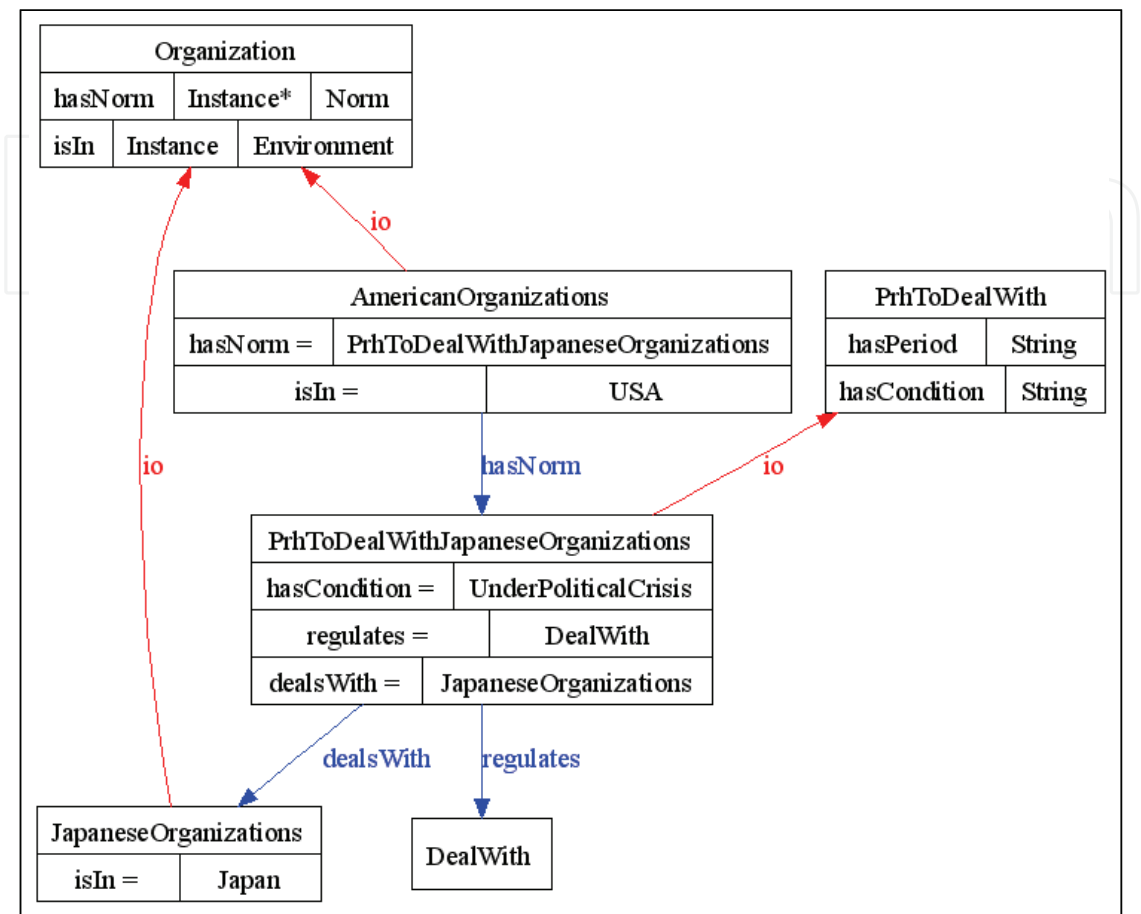 Organization
hasNorm Instance* Norm
isIn Instance Environment
io
AmericanOrganizations
hasNorm = PrhToDealWithJapaneseOrganizations
isIn = USA
PrhToDealWith
hasPeriod String
hasCondition String
io
hasNorm
io
PrhToDealWithJapaneseOrganizations
hasCondition = UnderPoliticalCrisis
regulates = DealWith
dealsWith = JapaneseOrganizations
dealsWith
regulates
JapaneseOrganizations
isIn = Japan
DealWith